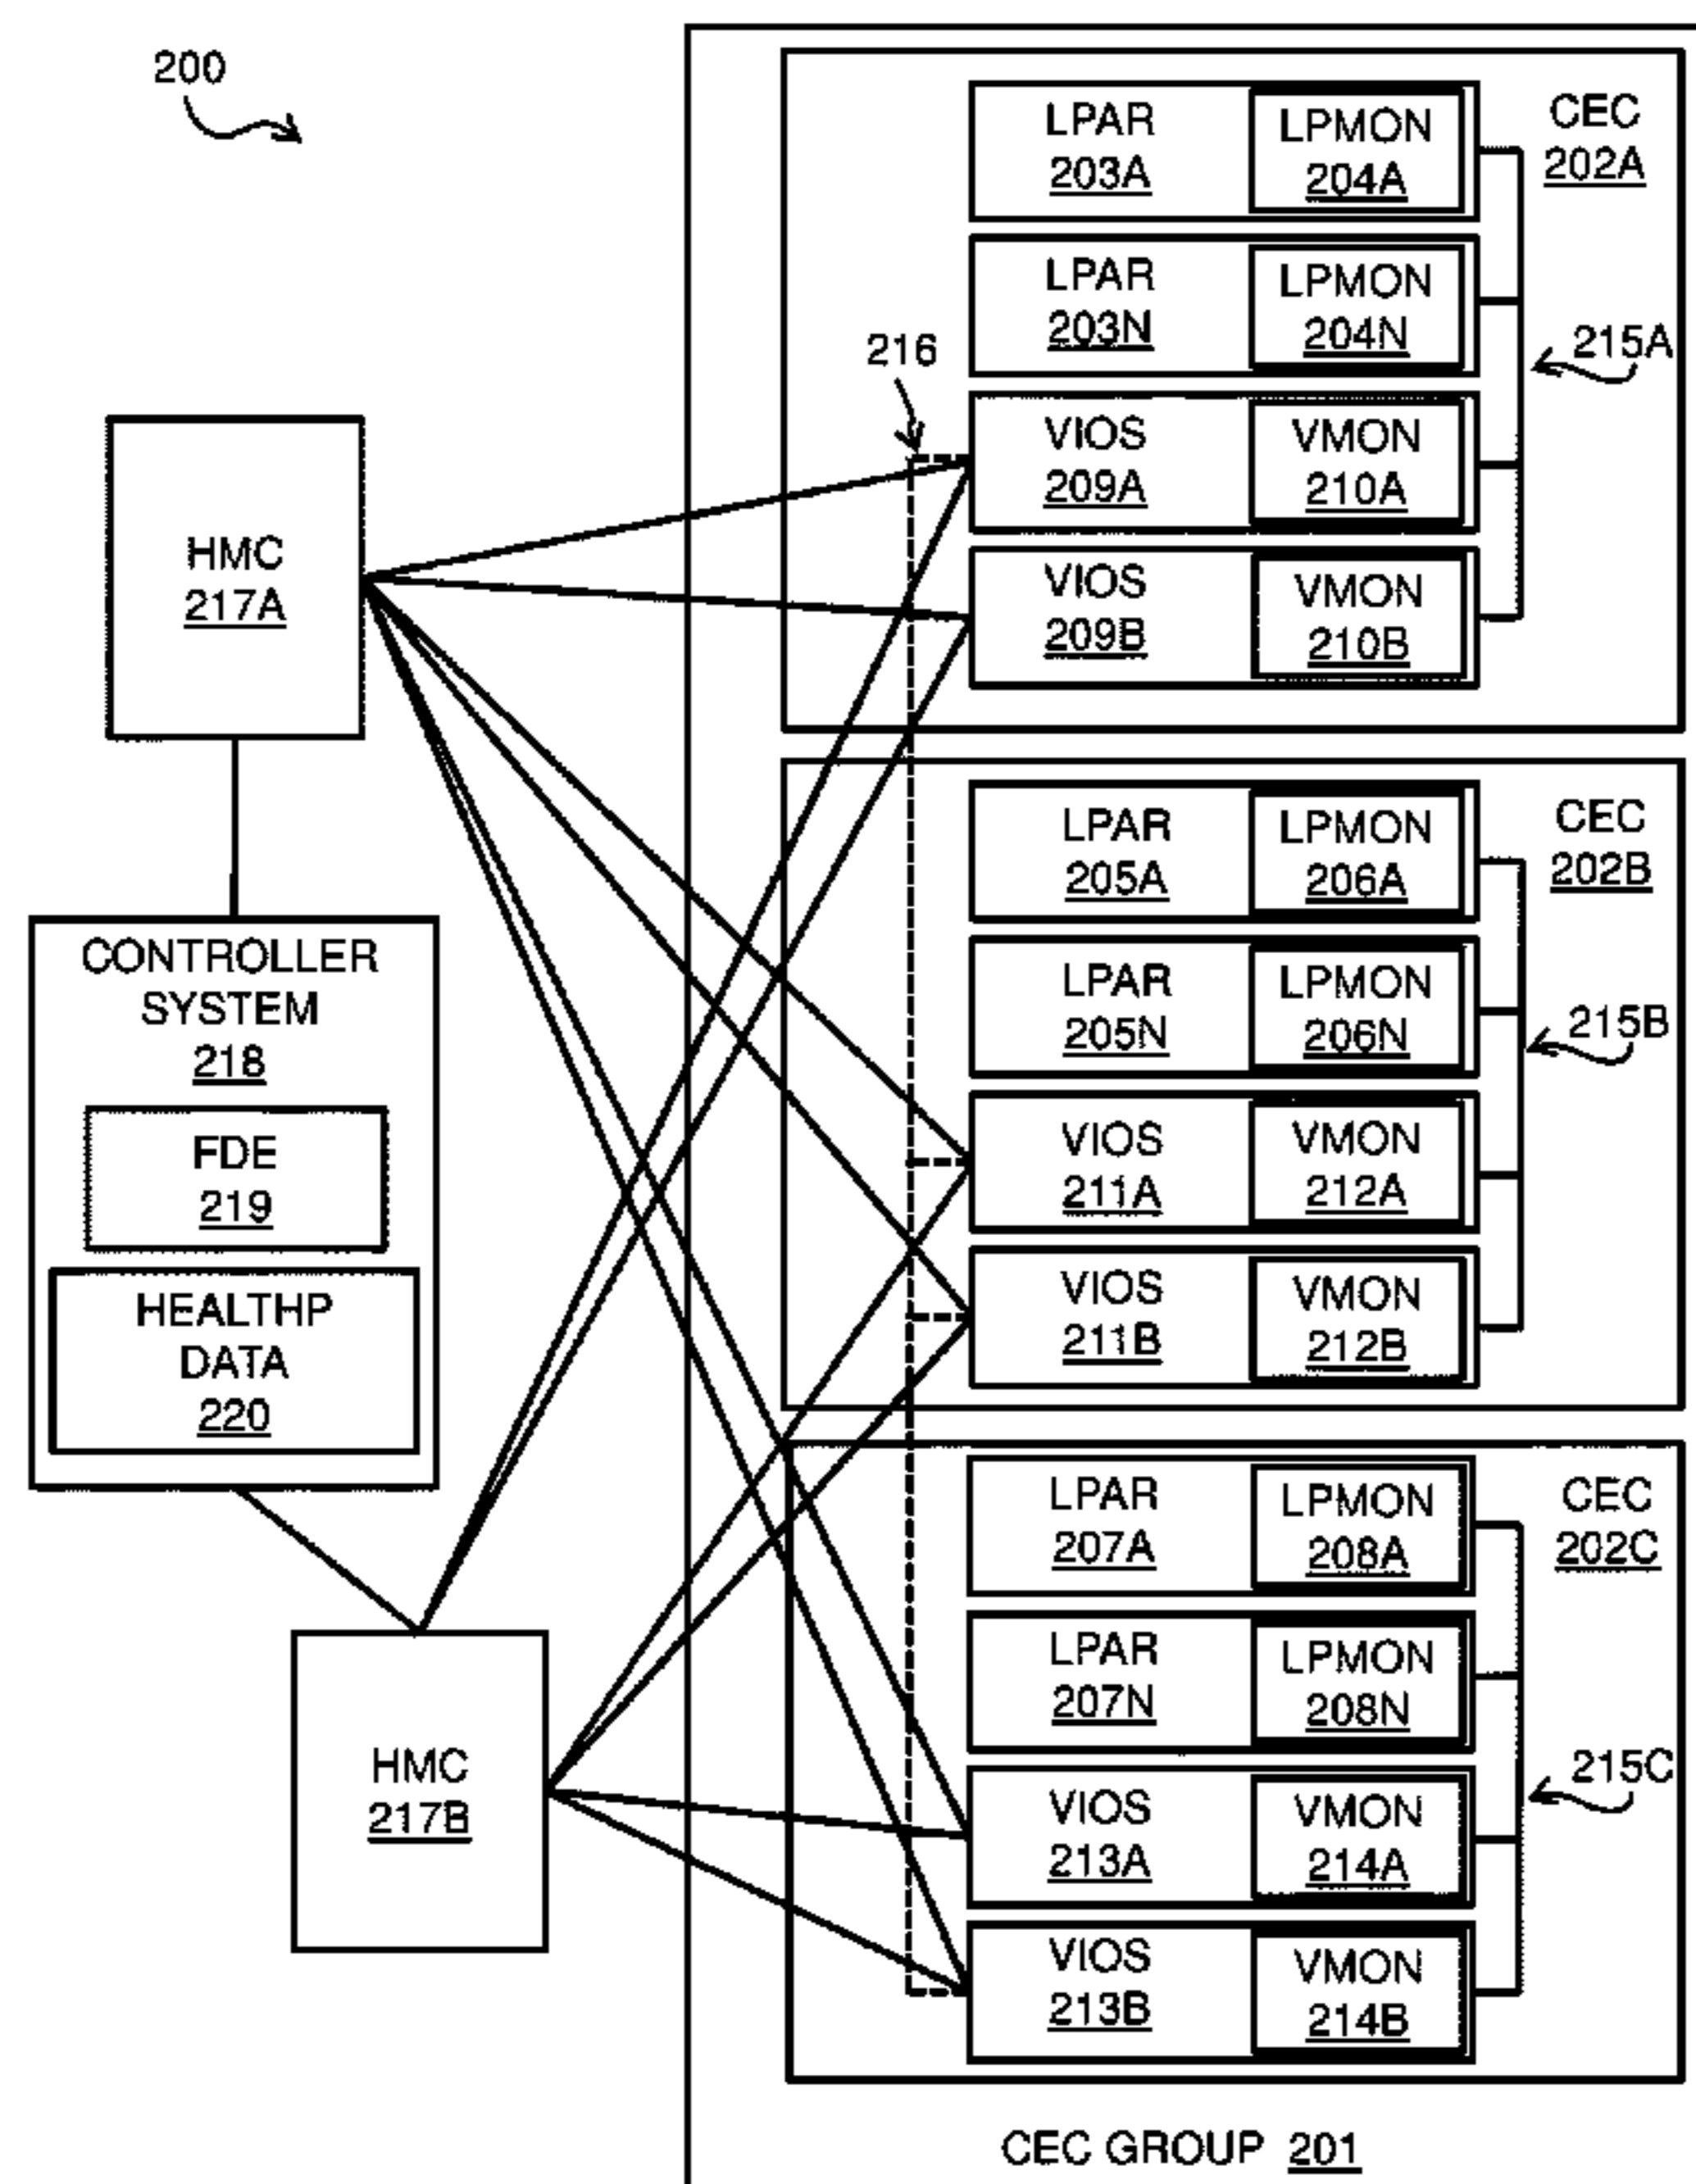 200
LPAR
203A
LPMON
204A
CEC
202A
LPAR
203N
LPMON
204N
215A
216
VIOS
209A
VMON
210A
VIOS
209B
VMON
210B
HMC
217A
LPAR
205A
LPMON
206A
CEC
202B
LPAR
205N
LPMON
206N
215B
VIOS
211A
VMON
212A
VIOS
211B
VMON
212B
CONTROLLER
SYSTEM
218
FDE
219
HEALTHP
DATA
220
LPAR
207A
LPMON
208A
CEC
202C
LPAR
207N
LPMON
208N
215C
VIOS
213A
VMON
214A
VIOS
213B
VMON
214B
HMC
217B
CEC GROUP 201